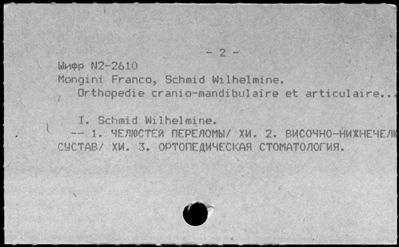 - 2 -
Шифр N2-2610
Mongini Franco, Schmid Wilhelmine.
Orthopedie cranio-mandibulaire et articulaire...
I. Schmid Wilhelmine.
-- 1. ЧЕЛЮСТЕЙ ПЕРЕЛОМЫ/ ХИ. 2. ВИСОЧНО-НИЖНЕЧЕЛЮ
СУСТАВ/ ХИ. 3. ОРТОПЕДИЧЕСКАЯ СТОМАТОЛОГИЯ.